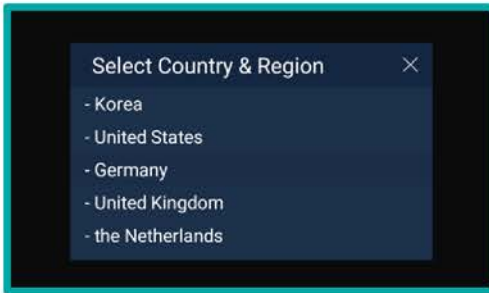 Select Country & Region
- Korea
- United States
- Germany
- United Kingdom
- the Netherlands